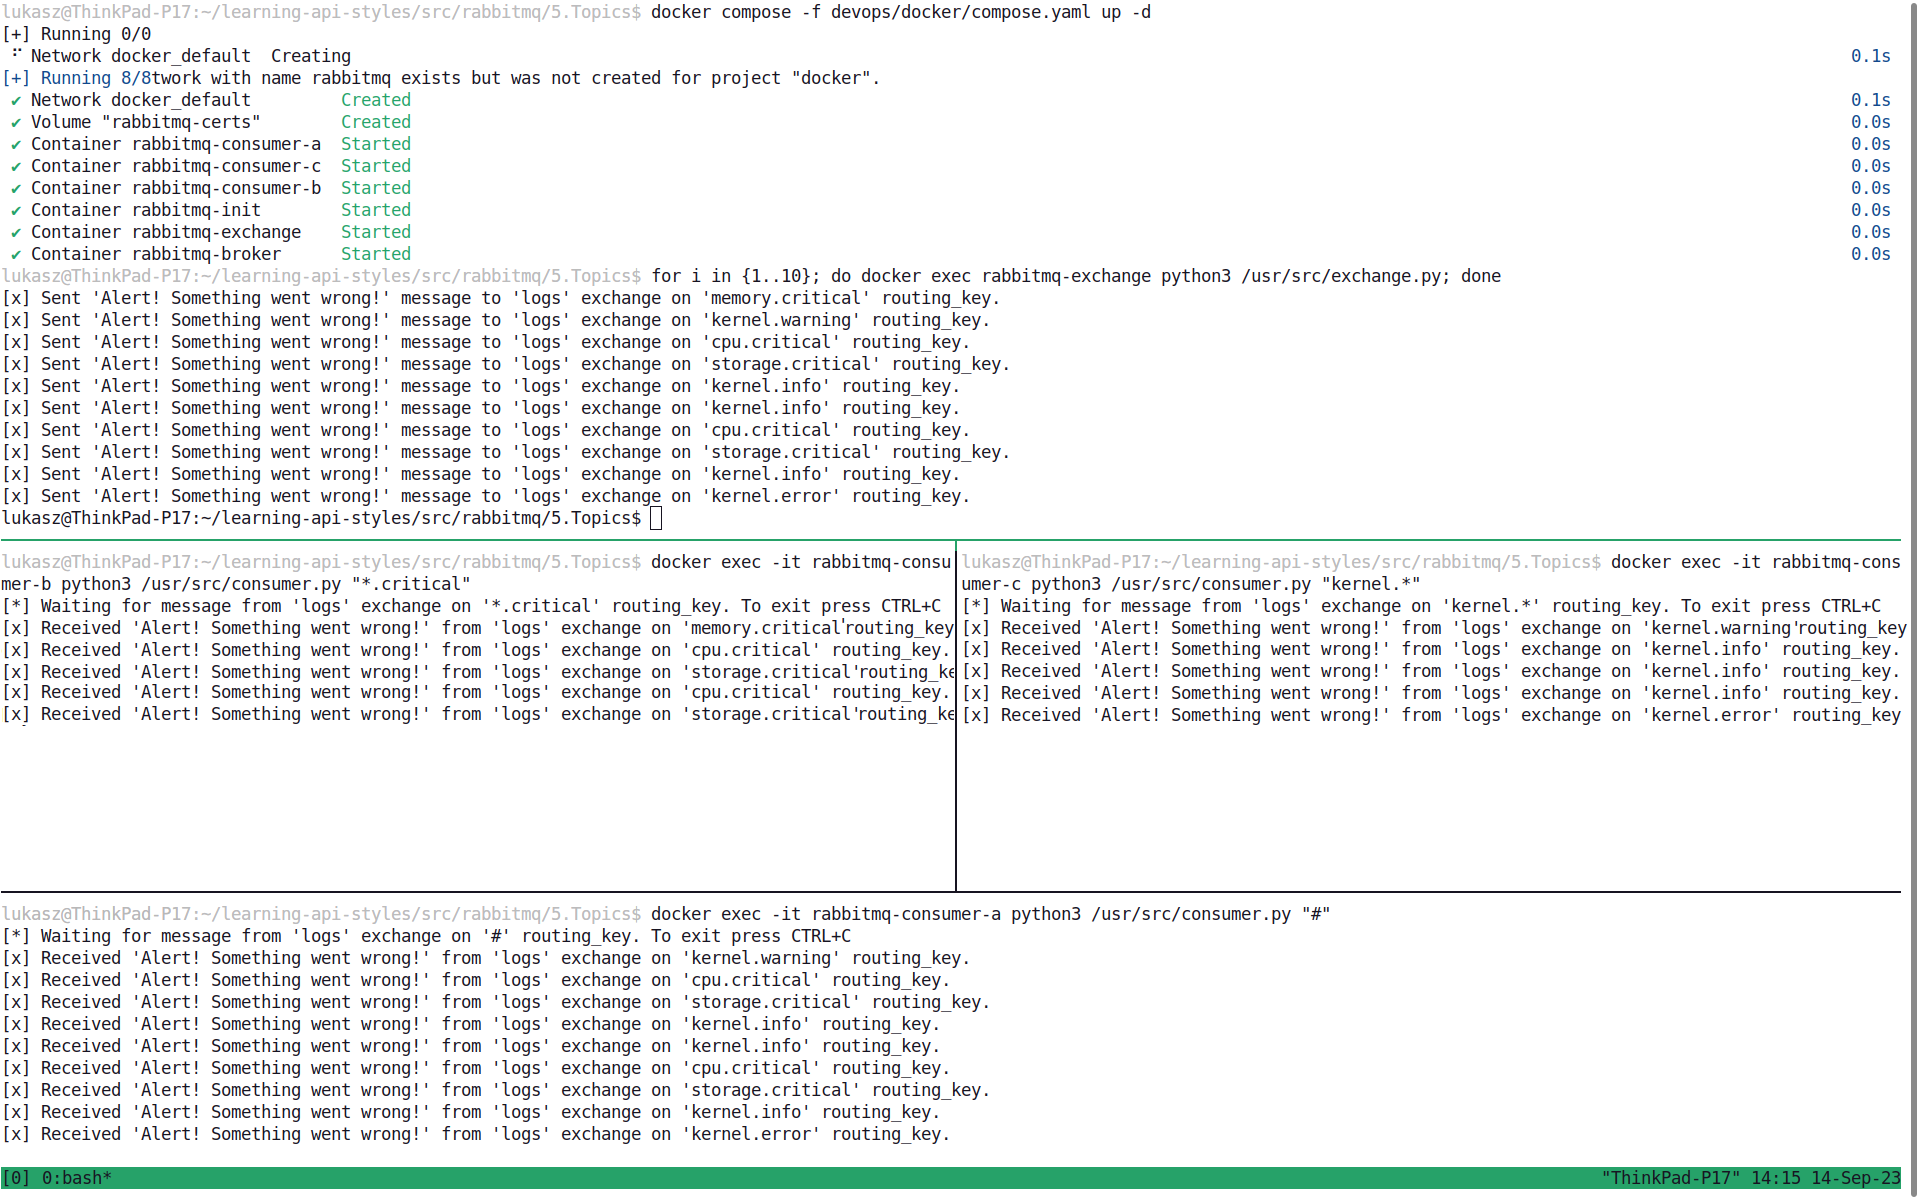 lukasz@ThinkPad-P17:~/learning-api-styles/src/rabbitmq/5.Topics$ docker compose -f devops/docker/compose.yaml up -d
[+] Running 0/0
⠋ Network docker_default  Creating 0.1s
[+] Running 8/8twork with name rabbitmq exists but was not created for project "docker".
✔ Network docker_default         Created 0.1s
✔ Volume "rabbitmq-certs"        Created 0.0s
✔ Container rabbitmq-consumer-a  Started 0.0s
✔ Container rabbitmq-consumer-c  Started 0.0s
✔ Container rabbitmq-consumer-b  Started 0.0s
✔ Container rabbitmq-init        Started 0.0s
✔ Container rabbitmq-exchange    Started 0.0s
✔ Container rabbitmq-broker      Started 0.0s
lukasz@ThinkPad-P17:~/learning-api-styles/src/rabbitmq/5.Topics$ for i in {1..10}; do docker exec rabbitmq-exchange python3 /usr/src/exchange.py; done
[x] Sent 'Alert! Something went wrong!' message to 'logs' exchange on 'memory.critical' routing_key.
[x] Sent 'Alert! Something went wrong!' message to 'logs' exchange on 'kernel.warning' routing_key.
[x] Sent 'Alert! Something went wrong!' message to 'logs' exchange on 'cpu.critical' routing_key.
[x] Sent 'Alert! Something went wrong!' message to 'logs' exchange on 'storage.critical' routing_key.
[x] Sent 'Alert! Something went wrong!' message to 'logs' exchange on 'kernel.info' routing_key.
[x] Sent 'Alert! Something went wrong!' message to 'logs' exchange on 'kernel.info' routing_key.
[x] Sent 'Alert! Something went wrong!' message to 'logs' exchange on 'cpu.critical' routing_key.
[x] Sent 'Alert! Something went wrong!' message to 'logs' exchange on 'storage.critical' routing_key.
[x] Sent 'Alert! Something went wrong!' message to 'logs' exchange on 'kernel.info' routing_key.
[x] Sent 'Alert! Something went wrong!' message to 'logs' exchange on 'kernel.error' routing_key.
lukasz@ThinkPad-P17:~/learning-api-styles/src/rabbitmq/5.Topics$
lukasz@ThinkPad-P17:~/learning-api-styles/src/rabbitmq/5.Topics$ docker exec -it rabbitmq-consu
mer-b python3 /usr/src/consumer.py "*.critical"
[*] Waiting for message from 'logs' exchange on '*.critical' routing_key. To exit press CTRL+C
[x] Received 'Alert! Something went wrong!' from 'logs' exchange on 'memory.critical'routing_key
[x] Received 'Alert! Something went wrong!' from 'logs' exchange on 'cpu.critical' routing_key.
[x] Received 'Alert! Something went wrong!' from 'logs' exchange on 'storage.critical'routing_ke
[x] Received 'Alert! Something went wrong!' from 'logs' exchange on 'cpu.critical' routing_key.
[x] Received 'Alert! Something went wrong!' from 'logs' exchange on 'storage.critical'routing_ke
lukasz@ThinkPad-P17:~/learning-api-styles/src/rabbitmq/5.Topics$ docker exec -it rabbitmq-cons
umer-c python3 /usr/src/consumer.py "kernel.*"
[*] Waiting for message from 'logs' exchange on 'kernel.*' routing_key. To exit press CTRL+C
[x] Received 'Alert! Something went wrong!' from 'logs' exchange on 'kernel.warning'routing_key
[x] Received 'Alert! Something went wrong!' from 'logs' exchange on 'kernel.info' routing_key.
[x] Received 'Alert! Something went wrong!' from 'logs' exchange on 'kernel.info' routing_key.
[x] Received 'Alert! Something went wrong!' from 'logs' exchange on 'kernel.info' routing_key.
[x] Received 'Alert! Something went wrong!' from 'logs' exchange on 'kernel.error' routing_key
lukasz@ThinkPad-P17:~/learning-api-styles/src/rabbitmq/5.Topics$ docker exec -it rabbitmq-consumer-a python3 /usr/src/consumer.py "#"
[*] Waiting for message from 'logs' exchange on '#' routing_key. To exit press CTRL+C
[x] Received 'Alert! Something went wrong!' from 'logs' exchange on 'kernel.warning' routing_key.
[x] Received 'Alert! Something went wrong!' from 'logs' exchange on 'cpu.critical' routing_key.
[x] Received 'Alert! Something went wrong!' from 'logs' exchange on 'storage.critical' routing_key.
[x] Received 'Alert! Something went wrong!' from 'logs' exchange on 'kernel.info' routing_key.
[x] Received 'Alert! Something went wrong!' from 'logs' exchange on 'kernel.info' routing_key.
[x] Received 'Alert! Something went wrong!' from 'logs' exchange on 'cpu.critical' routing_key.
[x] Received 'Alert! Something went wrong!' from 'logs' exchange on 'storage.critical' routing_key.
[x] Received 'Alert! Something went wrong!' from 'logs' exchange on 'kernel.info' routing_key.
[x] Received 'Alert! Something went wrong!' from 'logs' exchange on 'kernel.error' routing_key.
[0] 0:bash* "ThinkPad-P17" 14:15 14-Sep-23